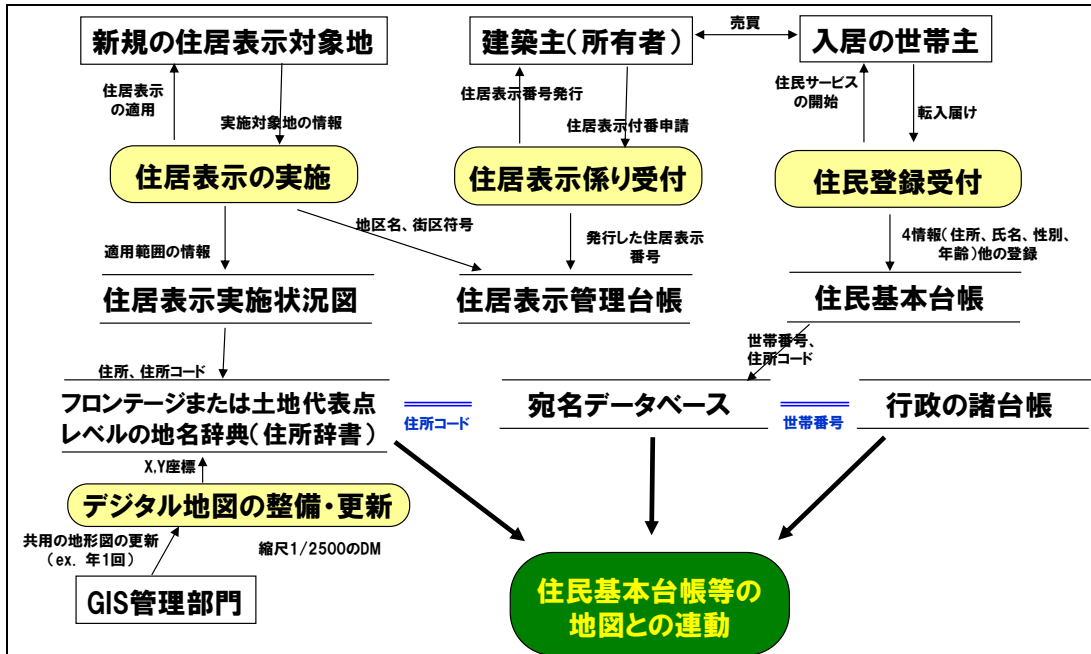 新規の住居表示対象地
建築主(所有者)
売買
入居の世帯主
住居表示
の適用
実施対象地の情報
住居表示番号発行
住居表示付番申請
住民サービス
の開始
転入届け
住居表示の実施
住居表示係り受付
住民登録受付
適用範囲の情報
地区名、街区符号
発行した住居表示
番号
4情報(住所、氏名、性別、
年齢)他の登録
住居表示実施状況図
住居表示管理台帳
住民基本台帳
住所、住所コード
世帯番号、
住所コード
フロンテージまたは土地代表点
レベルの地名辞典(住所辞書)
住所コード
宛名データベース
世帯番号
行政の諸台帳
X,Y座標
デジタル地図の整備・更新
共用の地形図の更新
(ex. 年1回)
縮尺1/2500のDM
GIS管理部門
住民基本台帳等の
地図との連動